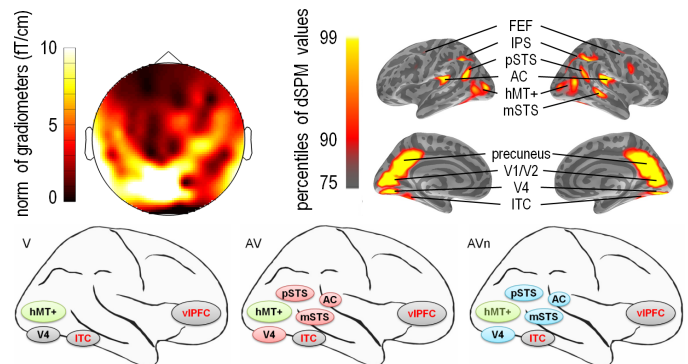 norm of gradiometers (fT/cm)
10
5
0
percentiles of dSPM values
99
90
75
FEF
IPS
pSTS
AC
hMT+
mSTS
precuneus
V1/V2
V4
ITC
V
hMT+
V4
ITC
vlPFC
AV
pSTS
AC
hMT+
mSTS
V4
ITC
vlPFC
AVn
pSTS
AC
hMT+
mSTS
V4
ITC
vlPFC